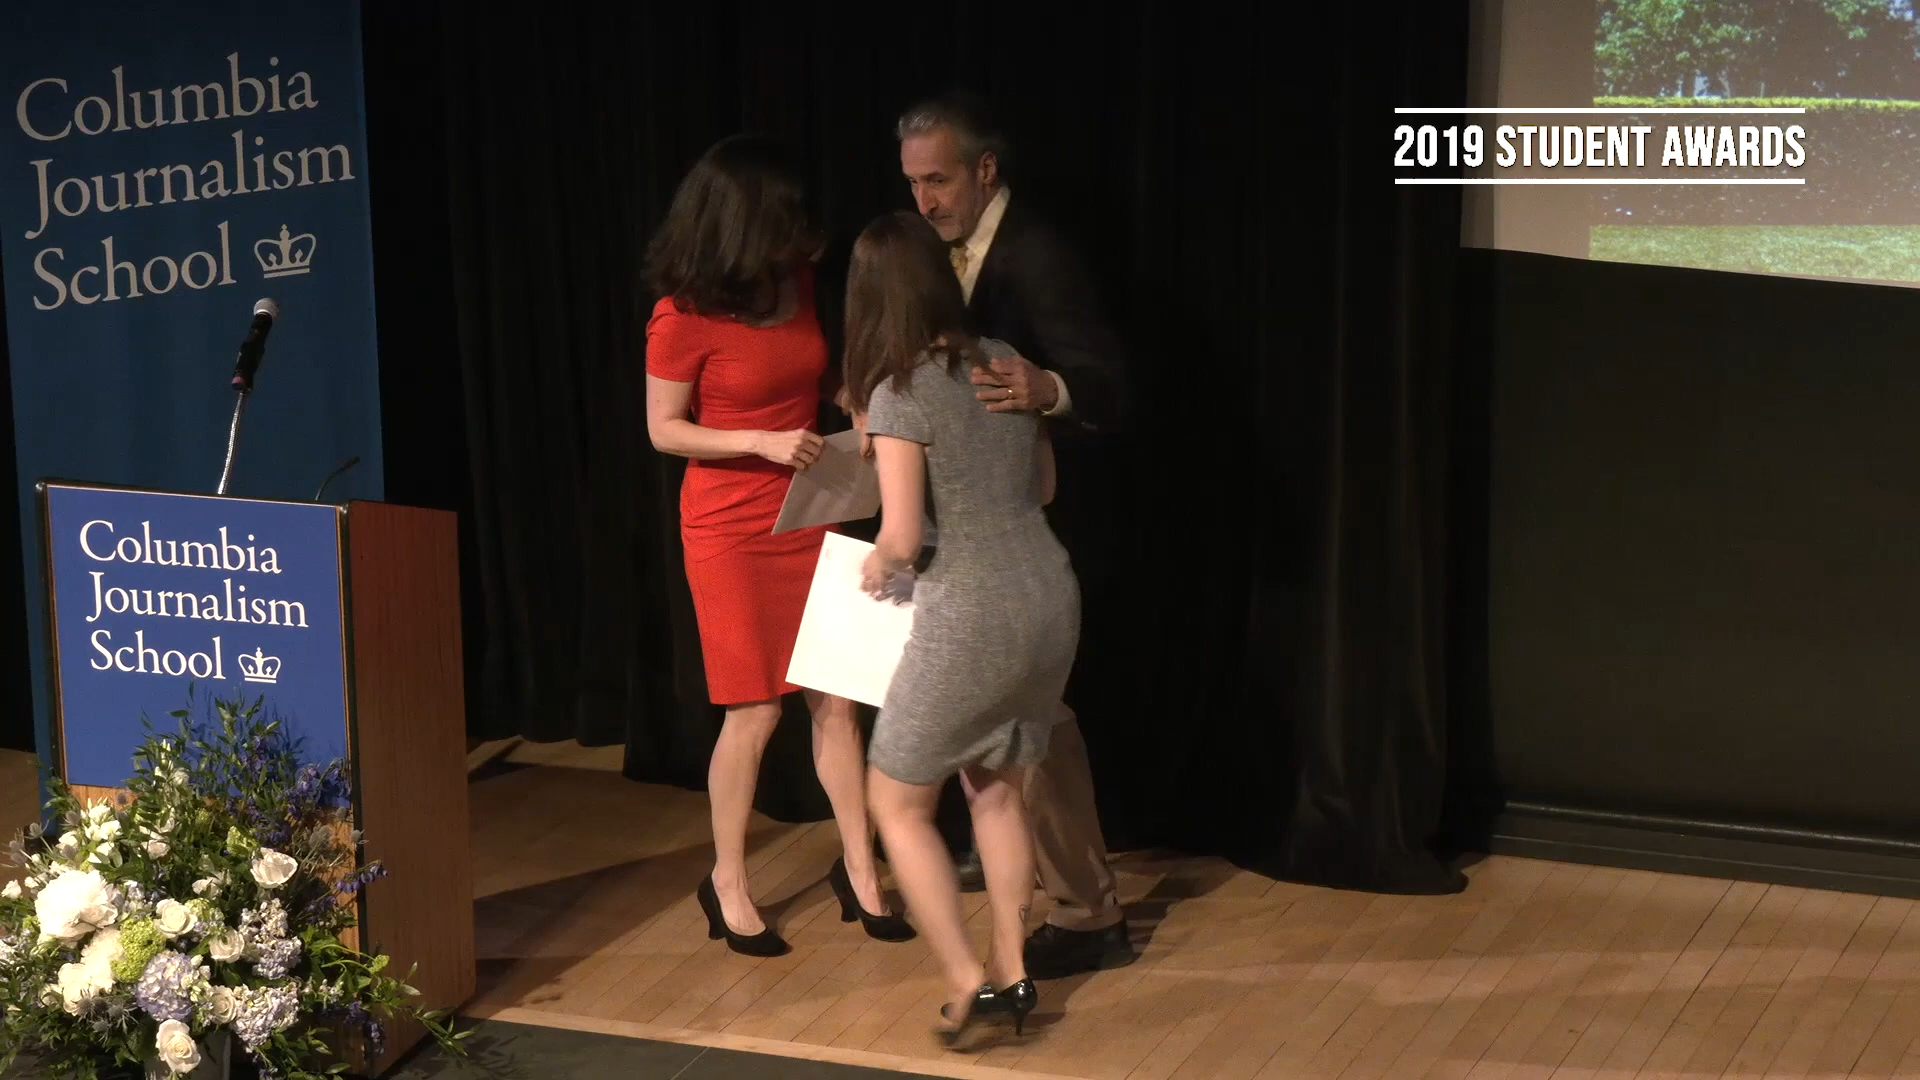 Columbia
Journalism
School
2019 STUDENT AWARDS
Columbia
Journalism
School